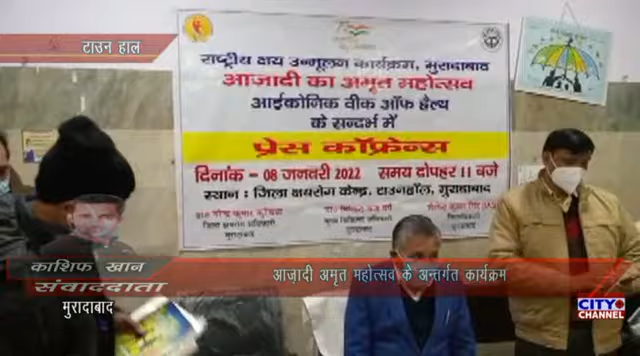 टाउन हाल
राष्ट्रीय क्षय उन्मूलन कार्यक्रम, मुरादाबाद
आज़ादी का अमृत महोत्सव
आईकोनिक वीक ऑफ हैल्थ
के सन्दर्भ में
प्रेस कॉफ्रेन्स
दिनांक - 08 जनवरी 2022 समय दोपहर 11 बजे
स्थान : जिला क्षयरोग केन्द्र, टाउनहॉल, मुरादाबाद
मुरादाबाद
मुरादाबाद
मुरादाबाद
काशिफ खान
संवाददाता
मुरादाबाद
आज़ादी अमृत महोत्सव के अन्तर्गत कार्यक्रम
CITY
CHANNEL